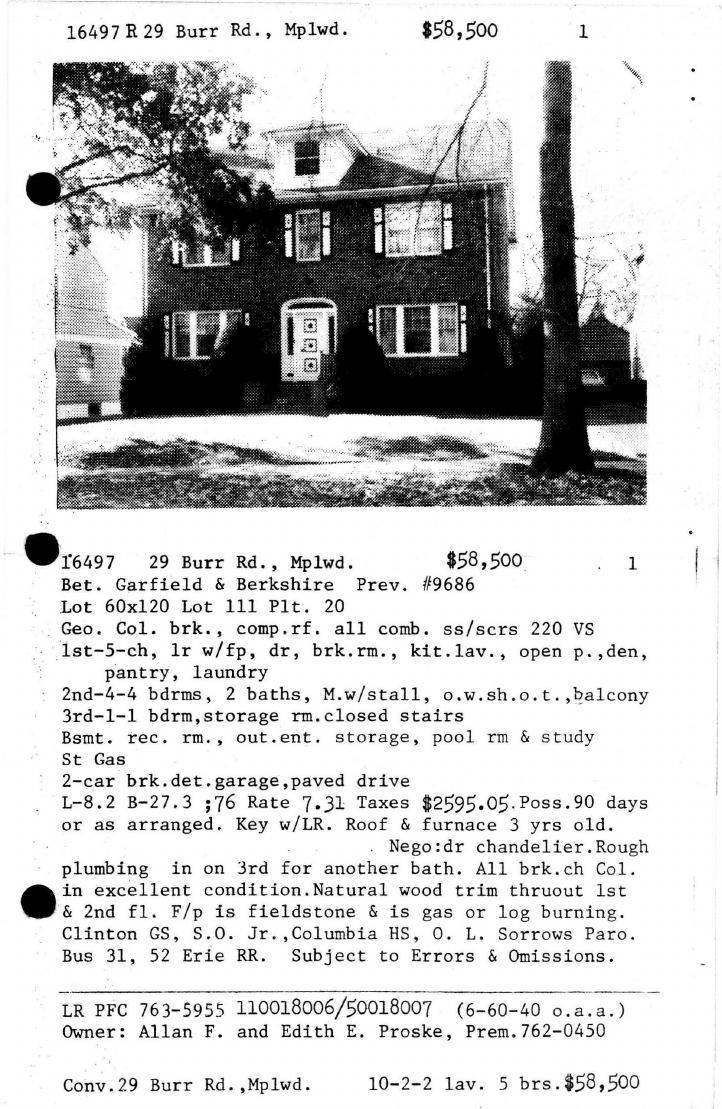 16497 R 29 Burr Rd., Mplwd. $58,500 1
16497 29 Burr Rd., Mplwd. $58,500 1
Bet. Garfield & Berkshire Prev. #9686
Lot 60x120 Lot 111 Plt. 20
Geo. Col. brk., comp.rf. all comb. ss/scrs 220 VS
1st-5-ch, lr w/fp, dr, brk.rm., kit.lav., open p.,den,
pantry, laundry
2nd-4-4 bdrms, 2 baths, M.w/stall, o.w.sh.o.t.,balcony
3rd-1-1 bdrm,storage rm.closed stairs
Bsmt. rec. rm., out.ent. storage, pool rm & study
St Gas
2-car brk.det.garage,paved drive
L-8.2 B-27.3 ;76 Rate 7.31 Taxes $2595.05.Poss.90 days
or as arranged. Key w/LR. Roof & furnace 3 yrs old.
Nego:dr chandelier.Rough
plumbing in on 3rd for another bath. All brk.ch Col.
in excellent condition.Natural wood trim thruout 1st
& 2nd fl. F/p is fieldstone & is gas or log burning.
Clinton GS, S.O. Jr.,Columbia HS, O. L. Sorrows Paro.
Bus 31, 52 Erie RR. Subject to Errors & Omissions.
LR PFC 763-5955 110018006/50018007 (6-60-40 o.a.a.)
Owner: Allan F. and Edith E. Proske, Prem.762-0450
Conv.29 Burr Rd.,Mplwd. 10-2-2 lav. 5 brs.$58,500